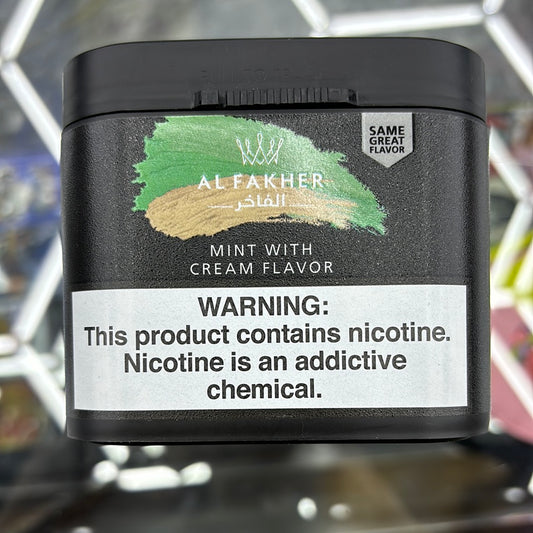 SAME
GREAT
FLAVOR
AL FAKHER
الفاخر
MINT WITH
CREAM FLAVOR
WARNING:
This product contains nicotine.
Nicotine is an addictive
chemical.